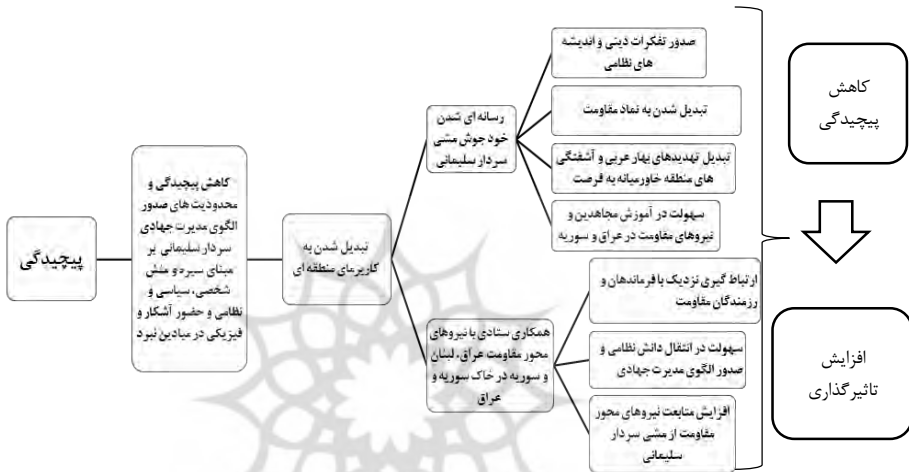 پیچیدگی
کاهش پیچیدگی و
محدودیت های صدور
الگوی مدیرت جهادی
سردار سلیمانی بر
مبنای سیره و منش
شخصی، سیاسی و
نظامی و حضور آشکار و
فیزیکی در میادین نبرد
تبدیل شدن به
کاریزمای منطقه ای
رسانه ای شدن
خود جوش مشی
سردار سلیمانی
صدور تفکرات دینی و اندیشه
های نظامی
تبدیل شدن به نماد مقاومت
تبدیل تهدیدهای بهار عربی و آشفتگی
های منطقه خاورمیانه به فرصت
سهولت در آموزش مجاهدین و
نیروهای مقاومت در عراق و سوریه
همکاری ستادی با نیروهای
محور مقاومت عراق، لبنان
و سوریه در خاک سوریه و
عراق
ارتباط گیری نزدیک با فرماندهان و
رزمندگان مقاومت
سهولت در انتقال دانش نظامی و
صدور الگوی مدیرت جهادی
افزایش متابعت نیروهای محور
مقاومت از مشی سردار
سلیمانی
کاهش
پیچیدگی
افزایش
تاثیرگذاری